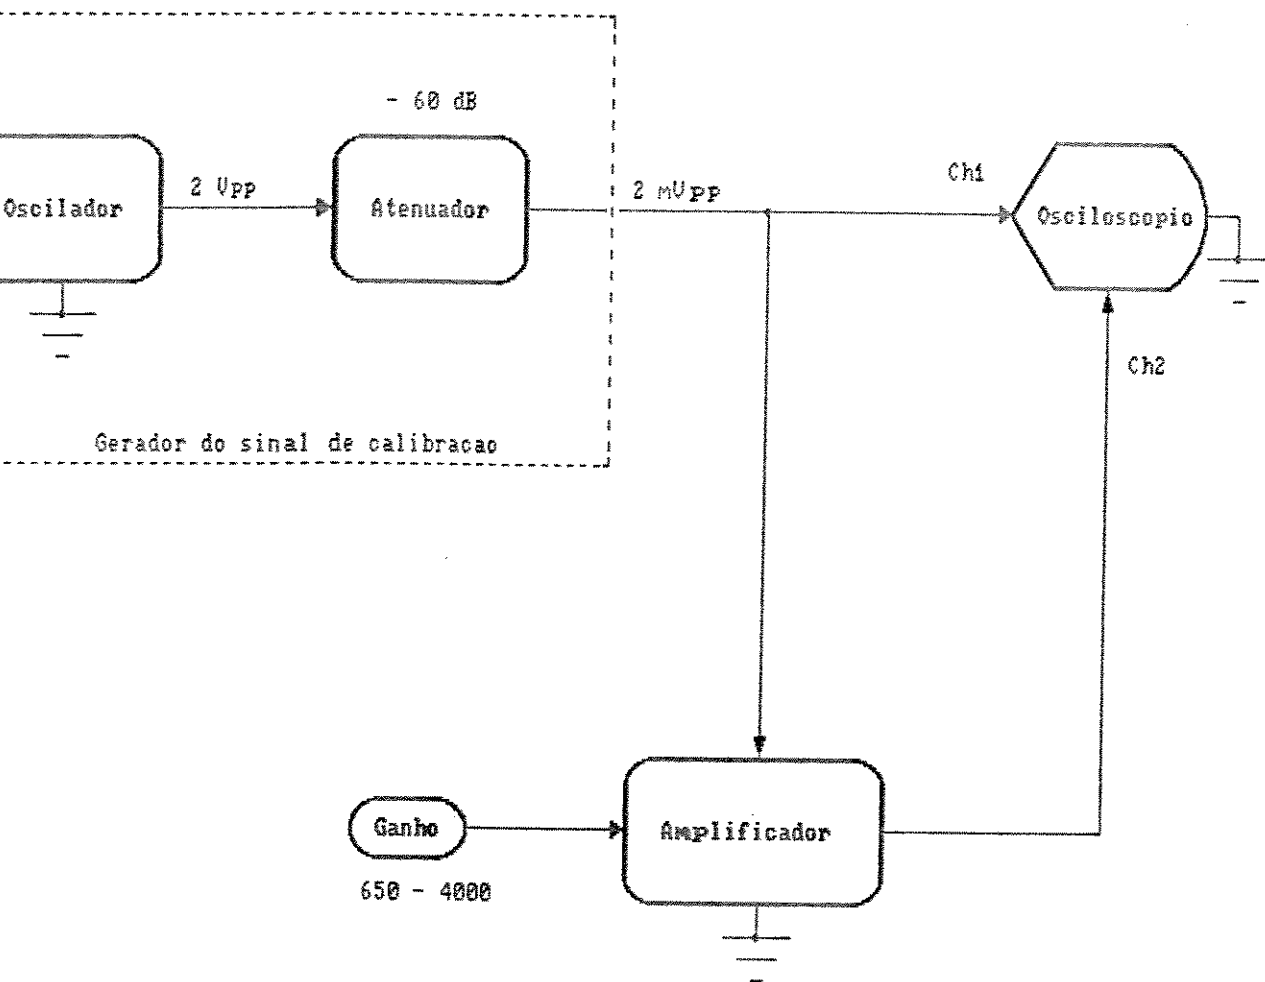 - 60 dB
Oscilador
2 Vpp
Atenuador
2 mVpp
Ch1
Osciloscopio
Ch2
Gerador do sinal de calibracao
Ganho
650 - 4000
Amplificador